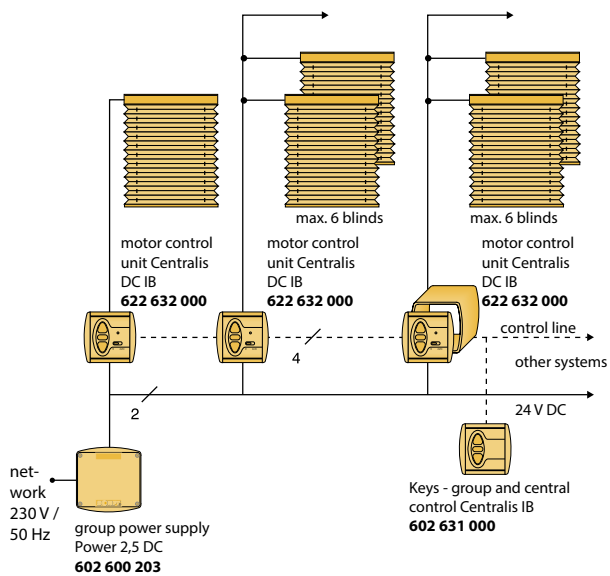 max. 6 blinds
max. 6 blinds
motor control
unit Centralis
DC IB
622 632 000
motor control
unit Centralis
DC IB
622 632 000
motor control
unit Centralis
DC IB
622 632 000
control line
4
other systems
2
24 V DC
net-
work
230 V /
50 Hz
group power supply
Power 2,5 DC
602 600 203
Keys - group and central
control Centralis IB
602 631 000